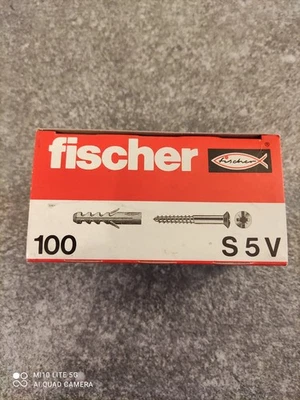 fischer
fischer
100
S 5 V
MI 10 LITE 5G
AI QUAD CAMERA